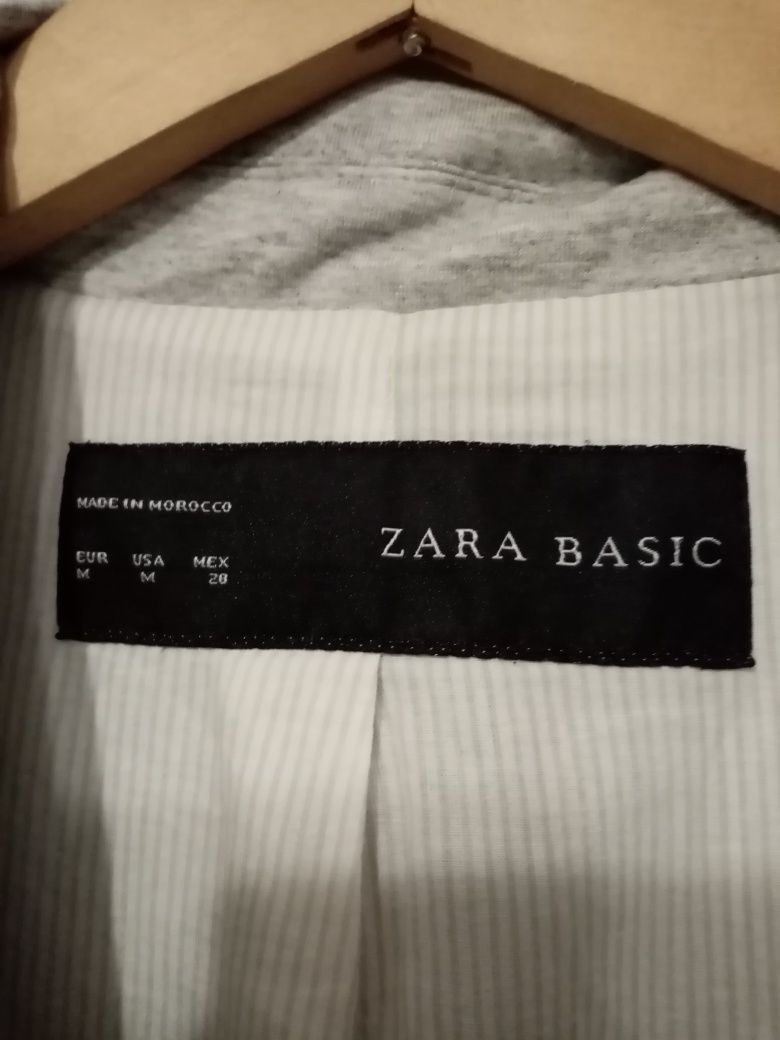 MADE IN MOROCCO
EUR USA MEX
M M 28
ZARA BASIC